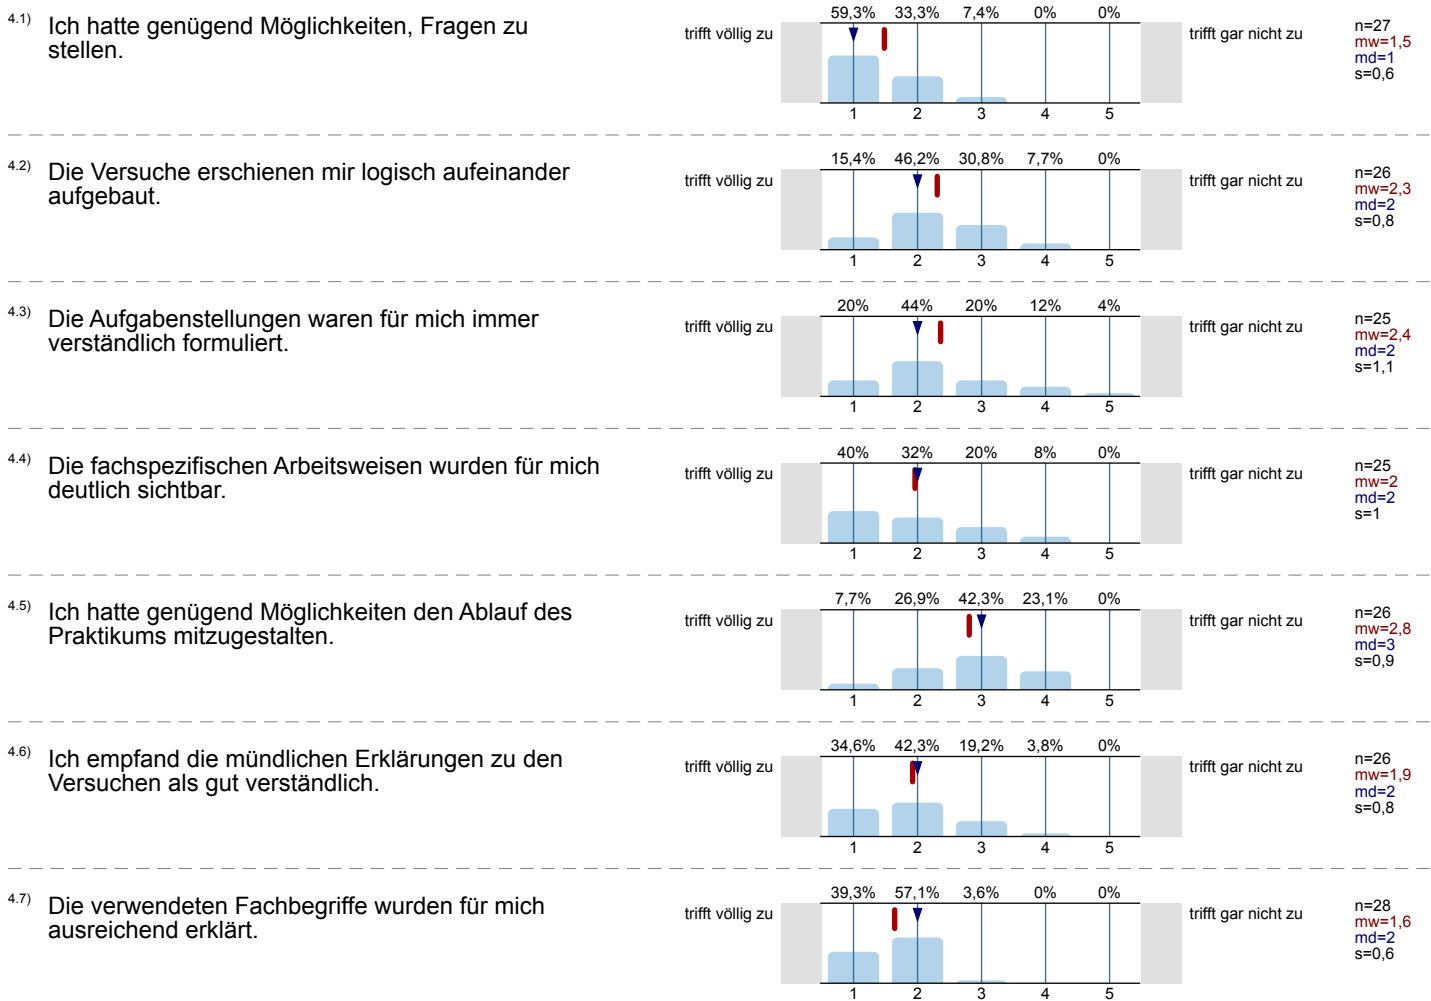 4.1) Ich hatte genügend Möglichkeiten, Fragen zu
stellen.
59,3% 33,3% 7,4% 0% 0%
trifft völlig zu trifft gar nicht zu
1 2 3 4 5
n=27
mw=1,5
md=1
s=0,6
4.2) Die Versuche erschienen mir logisch aufeinander
aufgebaut.
15,4% 46,2% 30,8% 7,7% 0%
trifft völlig zu trifft gar nicht zu
1 2 3 4 5
n=26
mw=2,3
md=2
s=0,8
4.3) Die Aufgabenstellungen waren für mich immer
verständlich formuliert.
20% 44% 20% 12% 4%
trifft völlig zu trifft gar nicht zu
1 2 3 4 5
n=25
mw=2,4
md=2
s=1,1
4.4) Die fachspezifischen Arbeitsweisen wurden für mich
deutlich sichtbar.
40% 32% 20% 8% 0%
trifft völlig zu trifft gar nicht zu
1 2 3 4 5
n=25
mw=2
md=2
s=1
4.5) Ich hatte genügend Möglichkeiten den Ablauf des
Praktikums mitzugestalten.
7,7% 26,9% 42,3% 23,1% 0%
trifft völlig zu trifft gar nicht zu
1 2 3 4 5
n=26
mw=2,8
md=3
s=0,9
4.6) Ich empfand die mündlichen Erklärungen zu den
Versuchen als gut verständlich.
34,6% 42,3% 19,2% 3,8% 0%
trifft völlig zu trifft gar nicht zu
1 2 3 4 5
n=26
mw=1,9
md=2
s=0,8
4.7) Die verwendeten Fachbegriffe wurden für mich
ausreichend erklärt.
39,3% 57,1% 3,6% 0% 0%
trifft völlig zu trifft gar nicht zu
1 2 3 4 5
n=28
mw=1,6
md=2
s=0,6